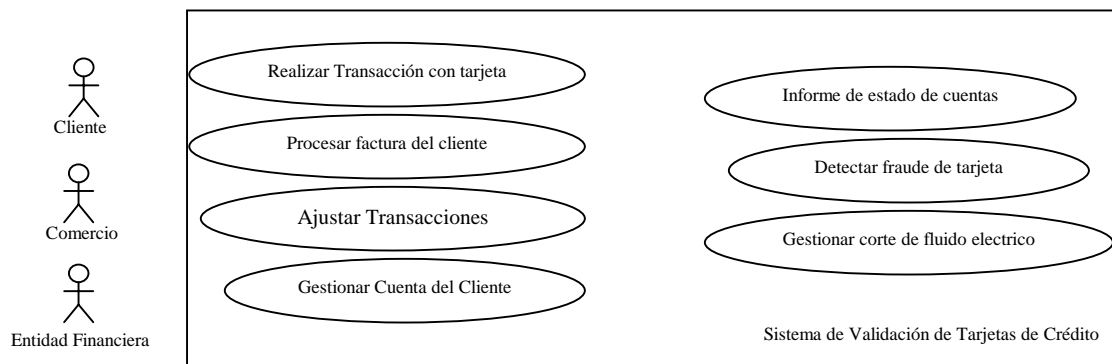 Cliente
Comercio
Entidad Financiera
Realizar Transacción con tarjeta
Procesar factura del cliente
Ajustar Transacciones
Gestionar Cuenta del Cliente
Informe de estado de cuentas
Detectar fraude de tarjeta
Gestionar corte de fluido electrico
Sistema de Validación de Tarjetas de Crédito